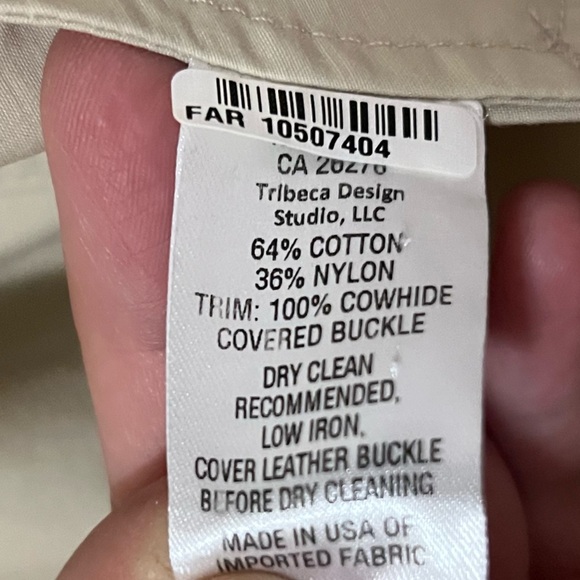 FAR 10507404
CA 26276
Tribeca Design
Studio, LLC
64% COTTON
36% NYLON
TRIM: 100% COWHIDE
COVERED BUCKLE
DRY CLEAN
RECOMMENDED,
LOW IRON.
COVER LEATHER BUCKLE
BEFORE DRY CLEANING
MADE IN USA OF
IMPORTED FABRIC